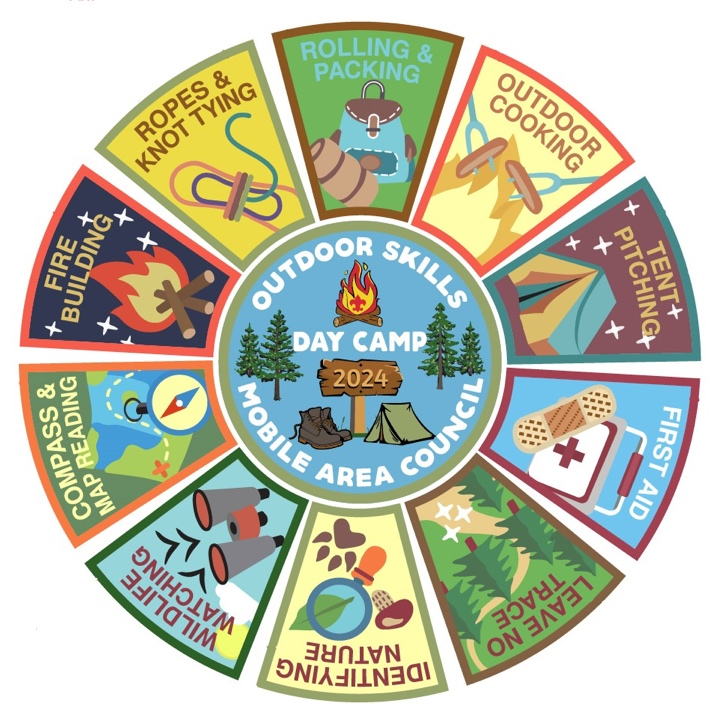 ROLLING &
PACKING
OUTDOOR
COOKING
TENT
PITCHING
FIRST AID
LEAVE NO
TRACE
IDENTIFYING
NATURE
WILDLIFE
WATCHING
COMPASS &
MAP READING
FIRE
BUILDING
ROPES &
KNOT TYING
OUTDOOR SKILLS
DAY CAMP
2024
MOBILE AREA COUNCIL